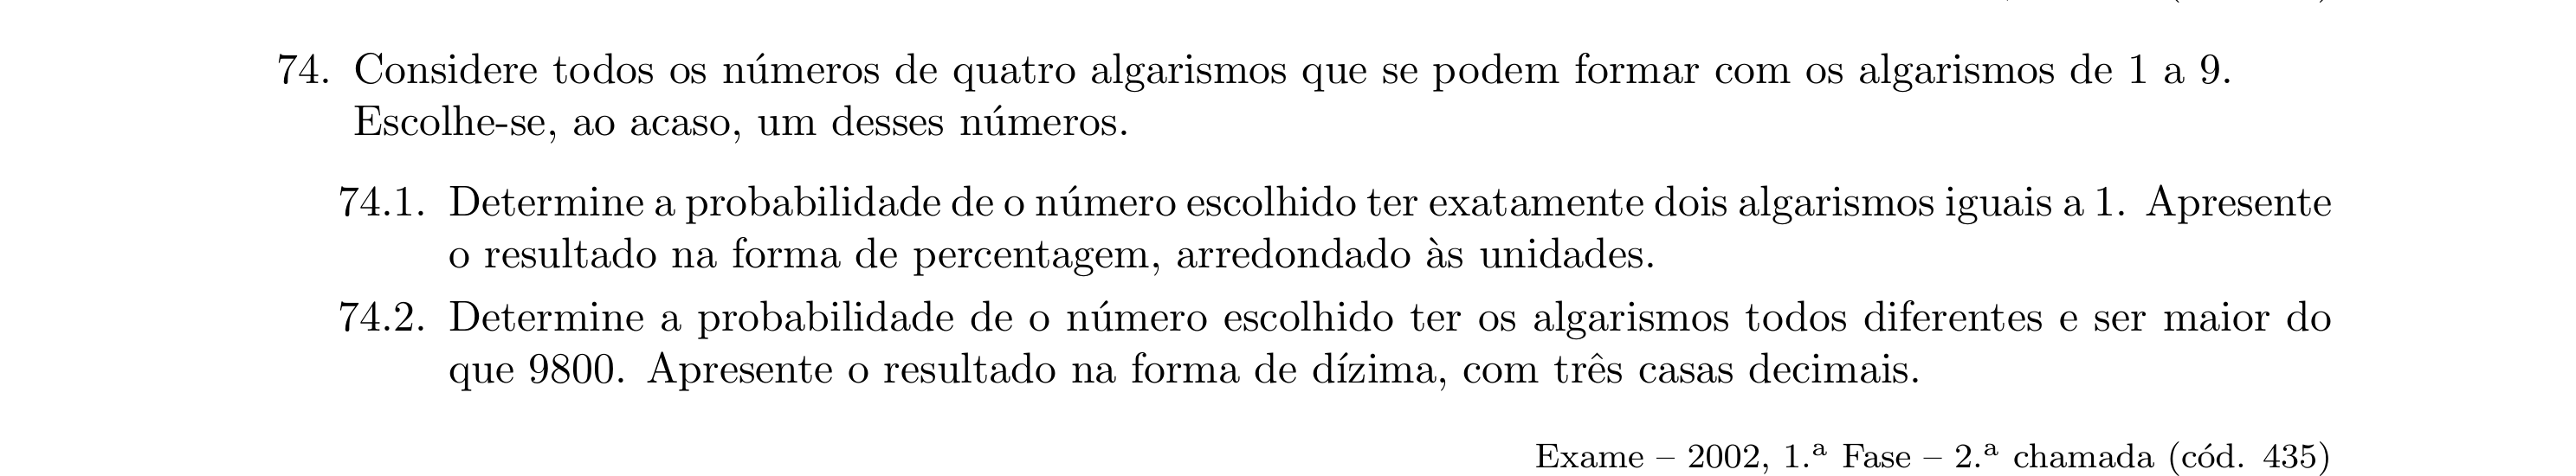 74. Considere todos os números de quatro algarismos que se podem formar com os algarismos de 1 a 9.
Escolhe-se, ao acaso, um desses números.
74.1. Determine a probabilidade de o número escolhido ter exatamente dois algarismos iguais a 1. Apresente
o resultado na forma de percentagem, arredondado às unidades.
74.2. Determine a probabilidade de o número escolhido ter os algarismos todos diferentes e ser maior do
que 9800. Apresente o resultado na forma de dízima, com três casas decimais.
Exame – 2002, 1.ª Fase – 2.ª chamada (cód. 435)